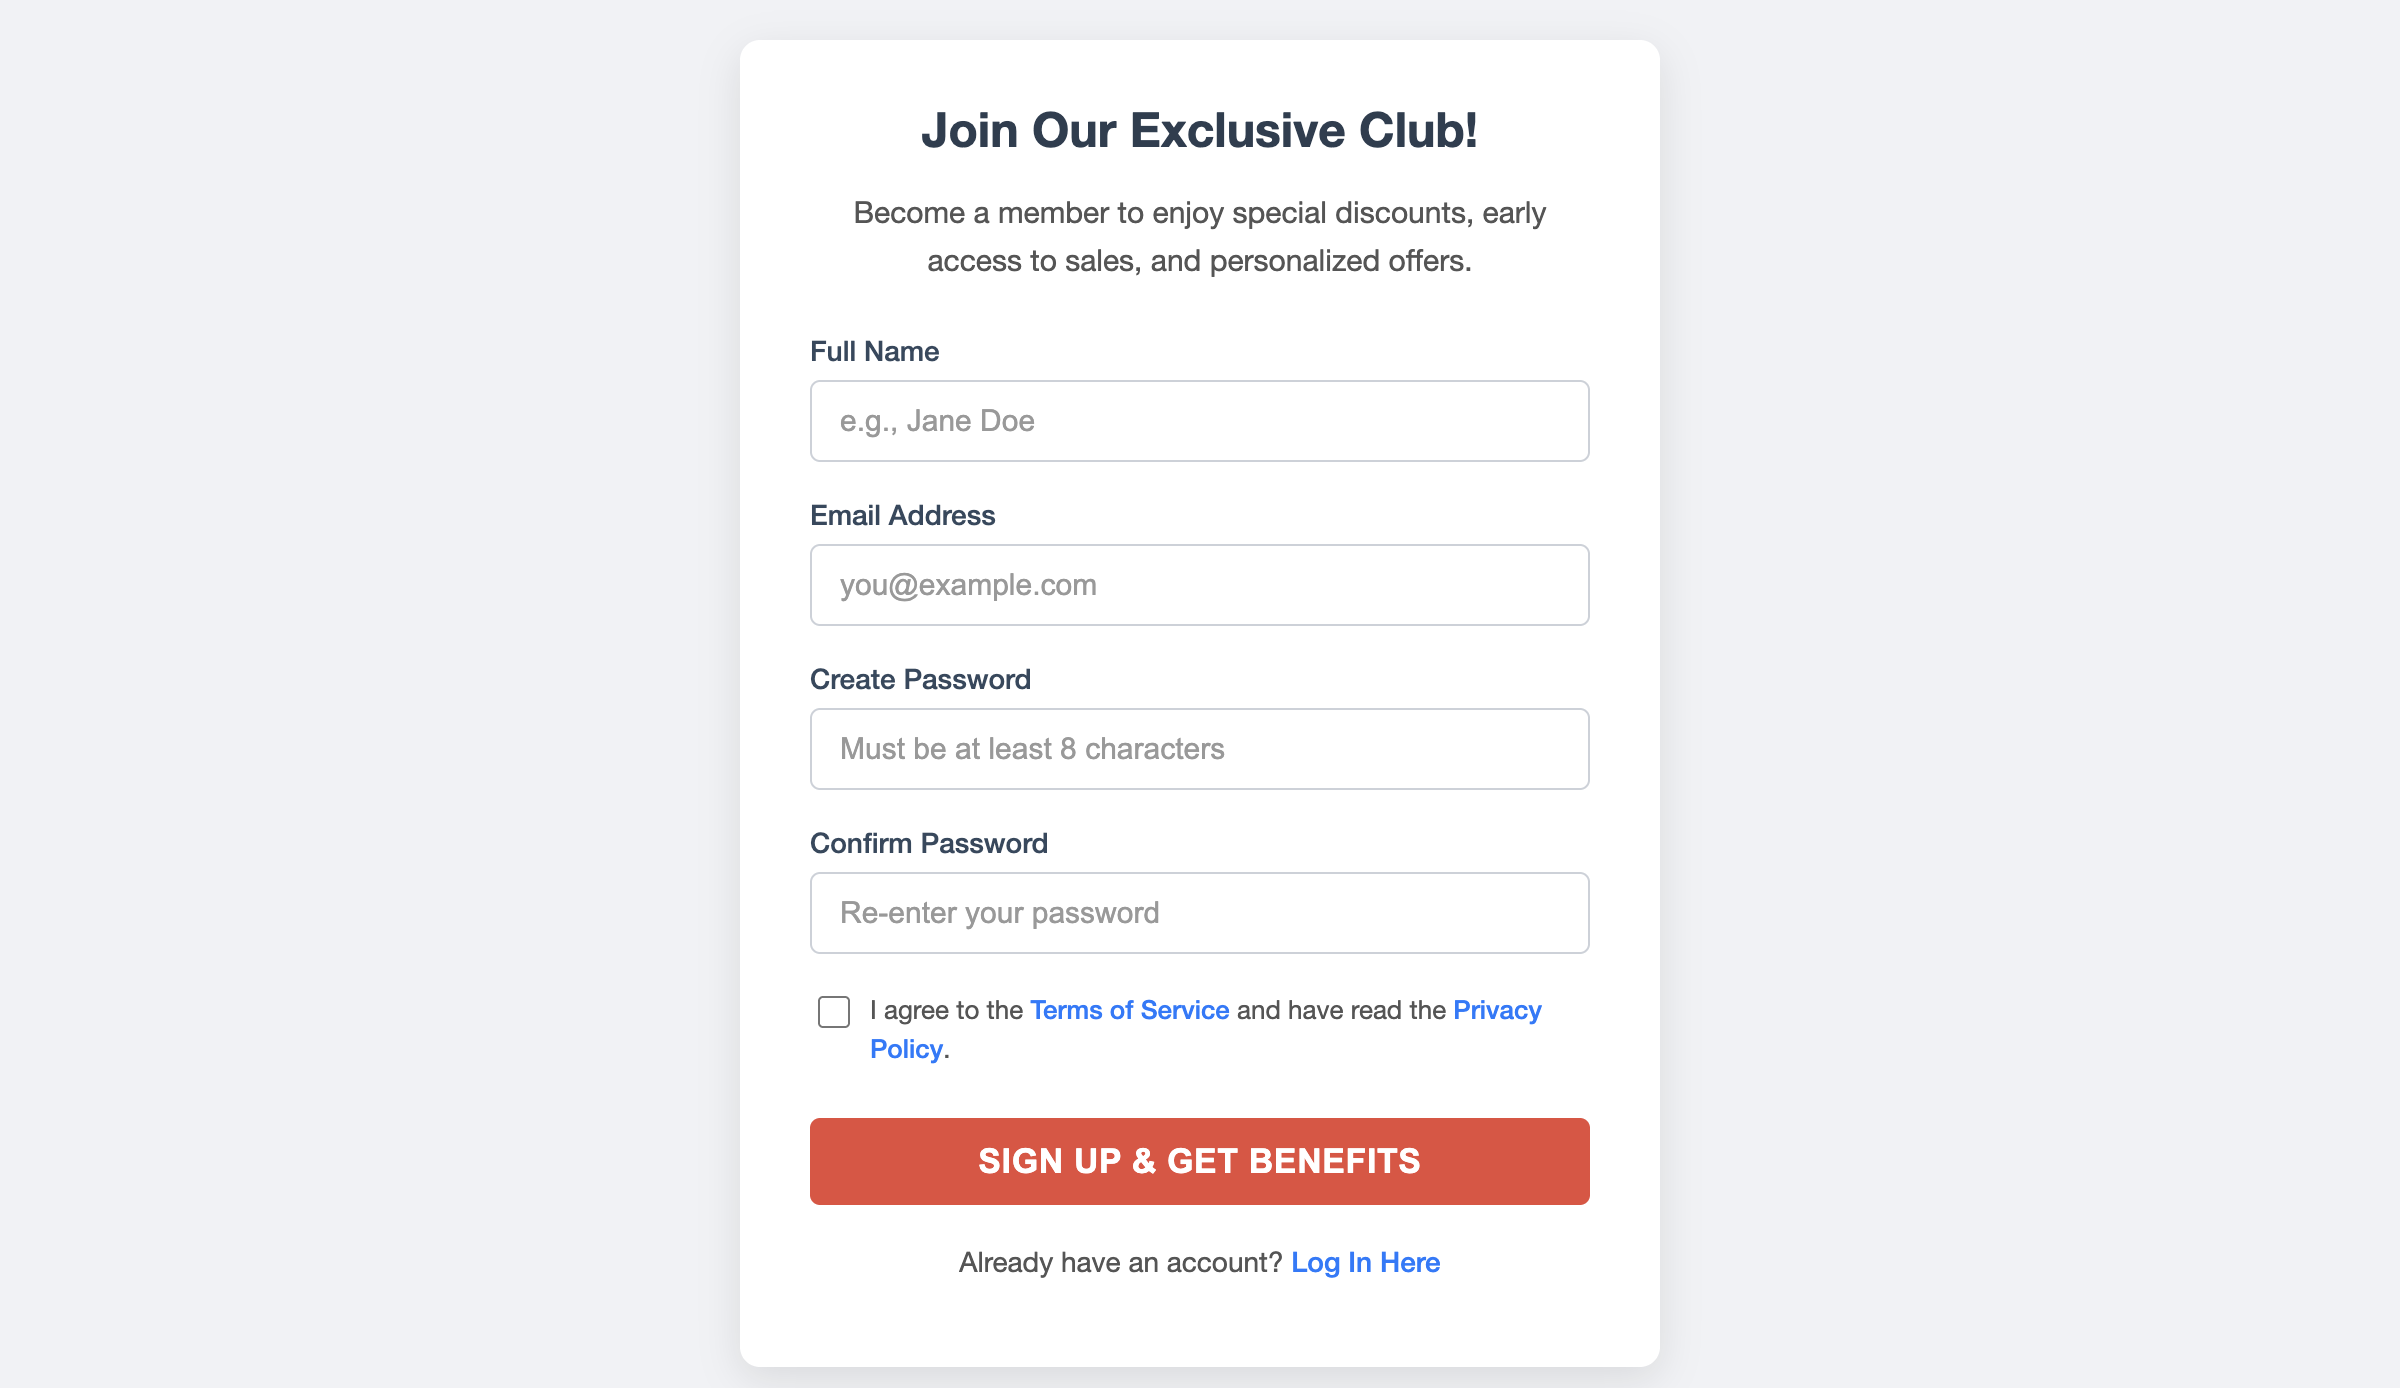 Join Our Exclusive Club!
Become a member to enjoy special discounts, early
access to sales, and personalized offers.
Full Name
e.g., Jane Doe
Email Address
you@example.com
Create Password
Must be at least 8 characters
Confirm Password
Re-enter your password
I agree to the Terms of Service and have read the Privacy
Policy.
SIGN UP & GET BENEFITS
Already have an account? Log In Here